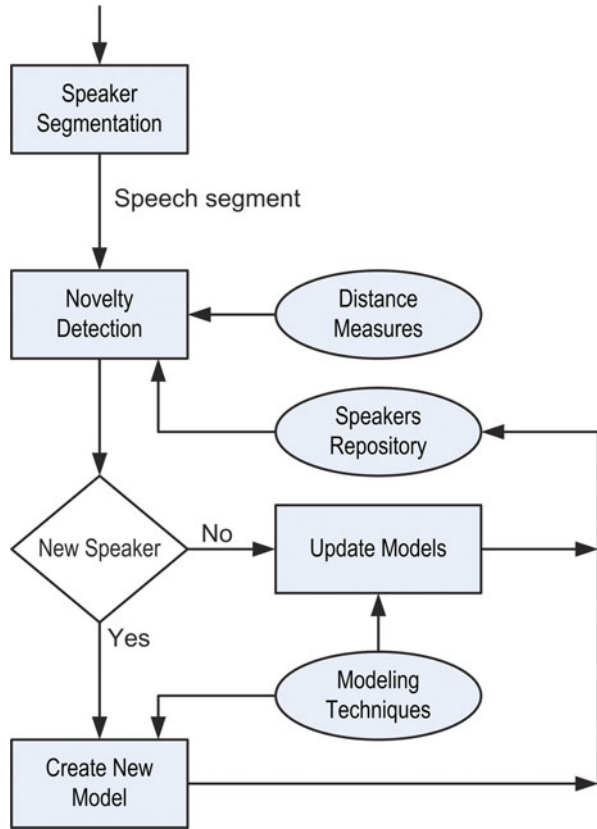 Speaker
Segmentation
Speech segment
Novelty
Detection
Distance
Measures
Speakers
Repository
New Speaker
No
Update Models
Yes
Modeling
Techniques
Create New
Model